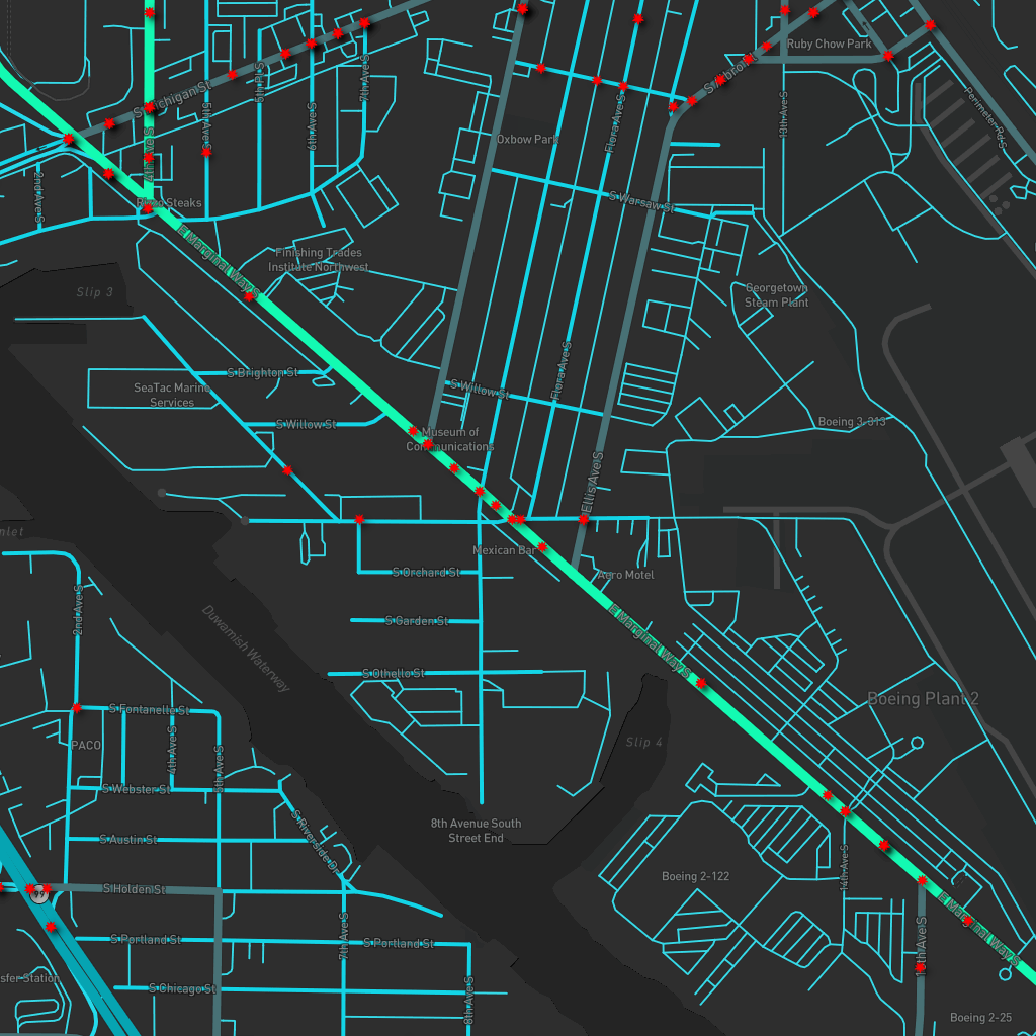 Ruby Chow Park
S Michigan St
5th Pl S
7th Ave S
5th Ave S
6th Ave S
4th Ave S
Flora Ave S
13th Ave S
Perimeter Rd S
Oxbow Park
2nd Ave S
S Warsaw St
E Marginal Way S
Finishing Trades
Institute Northwest
Slip 3
Georgetown
Steam Plant
S Brighton St
SeaTac Marine
Services
S Willow St
Flora Ave S
S Willow St
Museum of
Communications
Boeing 3-313
Ellis Ave S
Mexican Bar
Aero Motel
S Orchard St
2nd Ave S
S Garden St
E Marginal Way S
Duwamish Waterway
S Othello St
Boeing Plant 2
S Fontanelle St
Slip 4
PACO
4th Ave S
5th Ave S
S Webster St
8th Avenue South
Street End
S Austin St
S Riverside Dr
Boeing 2-122
14th Ave S
S Holden St
99
E Marginal Way S
7th Ave S
S Portland St
S Portland St
S Chicago St
8th Ave S
Boeing 2-25